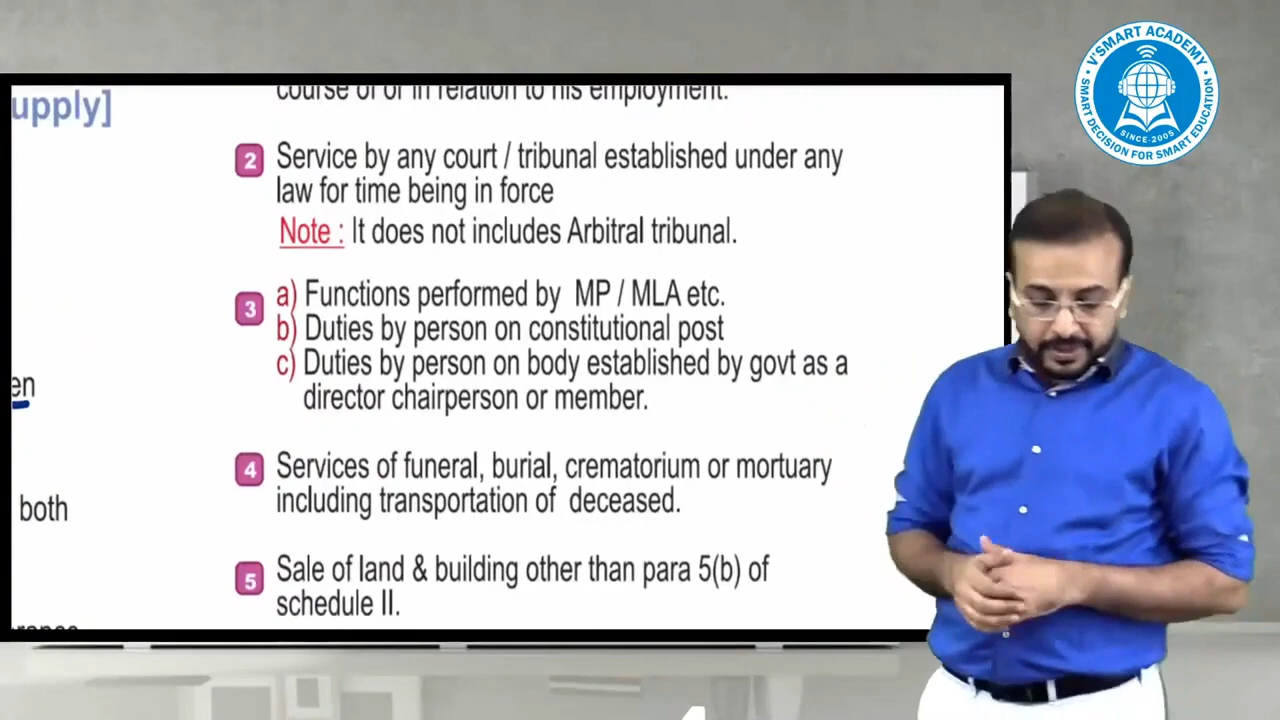 upply]
course of or in relation to his employment.
2 Service by any court / tribunal established under any
law for time being in force
Note : It does not includes Arbitral tribunal.
3 a) Functions performed by MP / MLA etc.
b) Duties by person on constitutional post
c) Duties by person on body established by govt as a
director chairperson or member.
en
4 Services of funeral, burial, crematorium or mortuary
including transportation of deceased.
both
5 Sale of land & building other than para 5(b) of
schedule II.
V'SMART ACADEMY
SINCE-2005
SMART DECISION FOR SMART EDUCATION